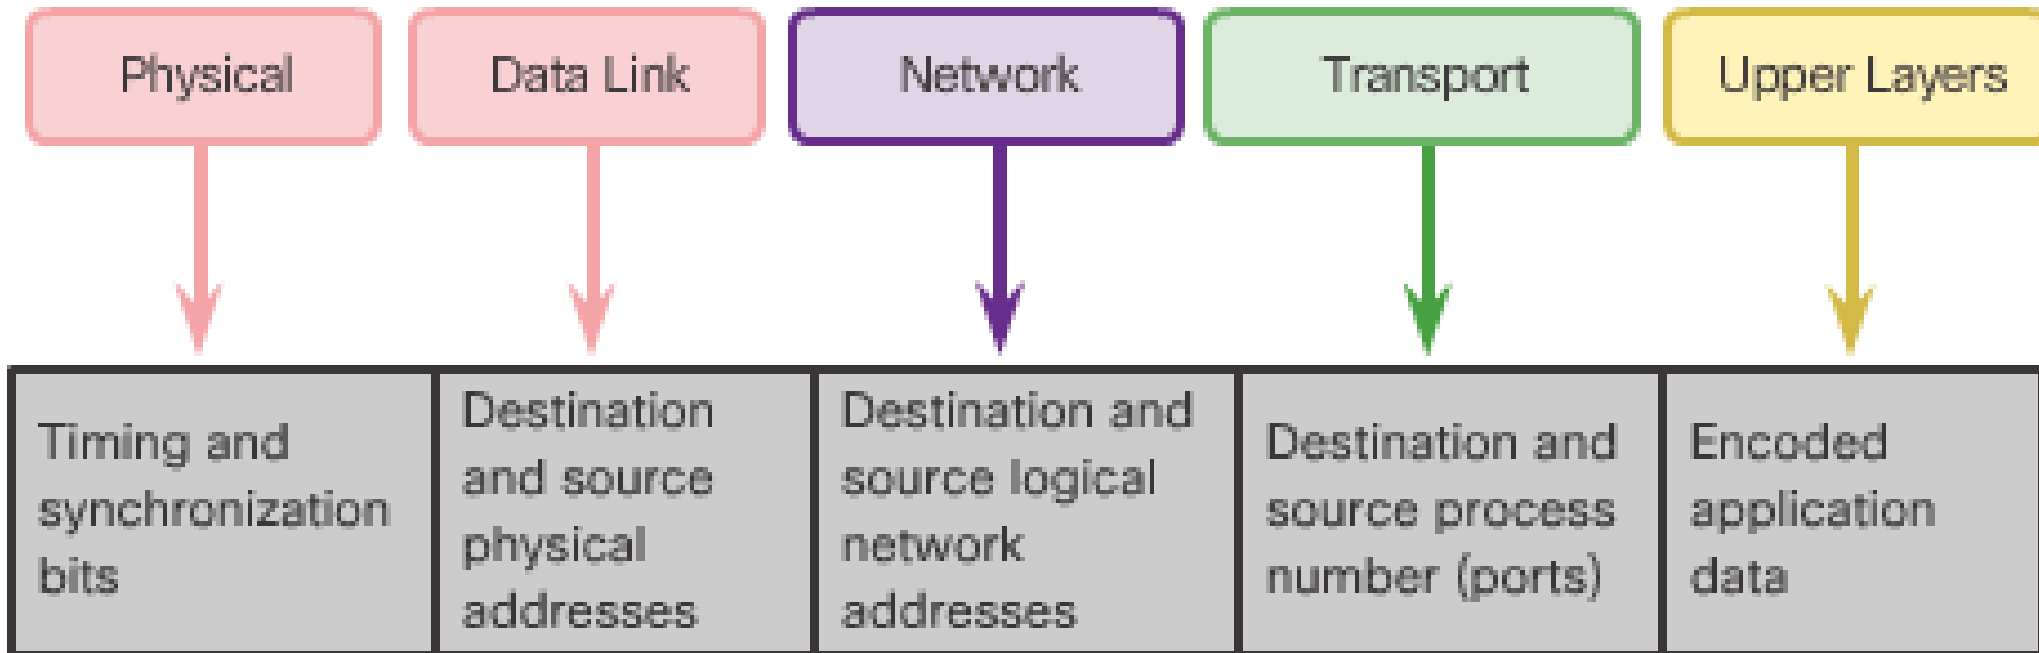 Physical
Data Link
Network
Transport
Upper Layers
Timing and
synchronization
bits
Destination
and source
physical
addresses
Destination and
source logical
network
addresses
Destination and
source process
number (ports)
Encoded
application
data